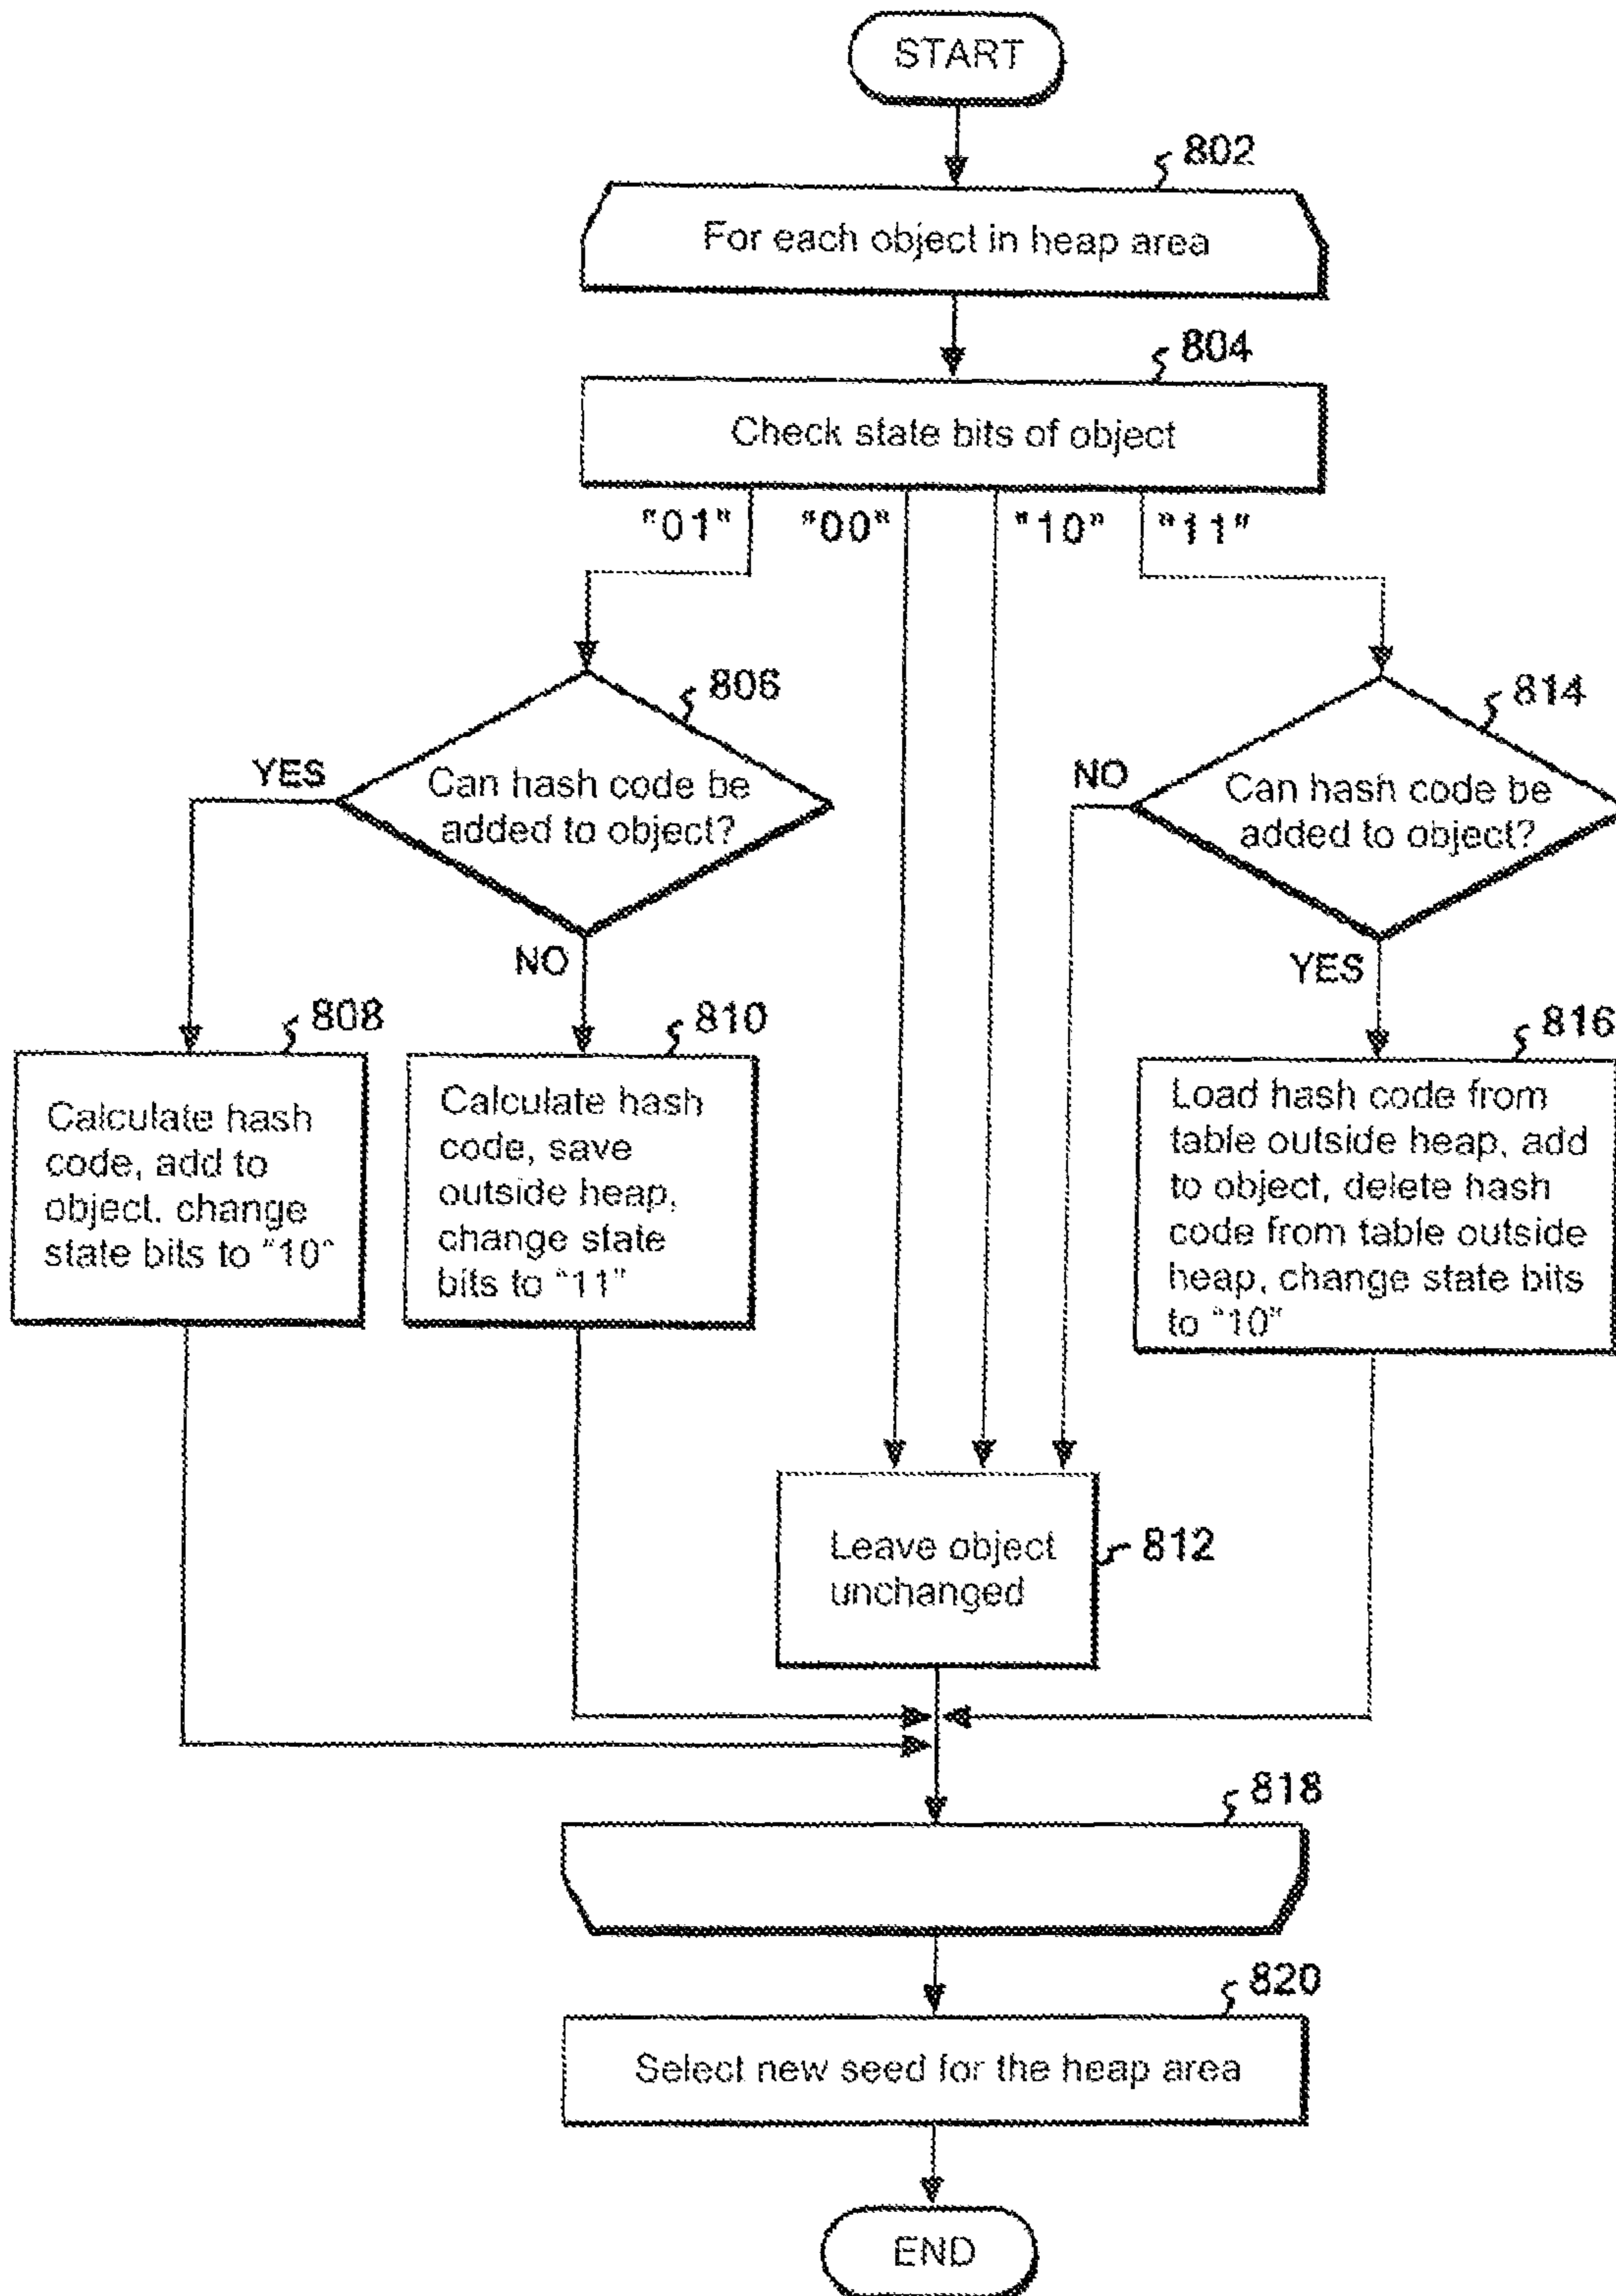 START
802
For each object in heap area
804
Check state bits of object
"01"
"00"
"10"
"11"
806
YES
Can hash code be
added to object?
NO
814
NO
Can hash code be
added to object?
YES
808
Calculate hash
code, add to
object, change
state bits to "10"
810
Calculate hash
code, save
outside heap,
change state
bits to "11"
816
Load hash code from
table outside heap, add
to object, delete hash
code from table outside
heap, change state bits
to "10"
Leave object
unchanged
812
818
820
Select new seed for the heap area
END